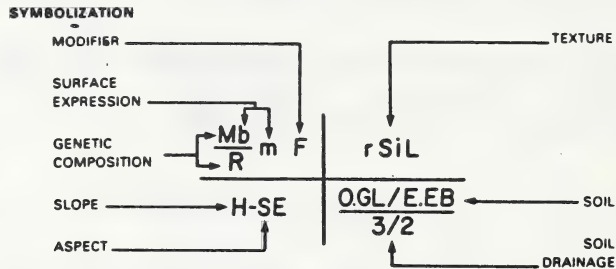 SYMBOLIZATION
MODIFIER
TEXTURE
SURFACE
EXPRESSION
GENETIC
COMPOSITION
Mb
R
m F
rSiL
SLOPE
H-SE
O.GL/E.EB
3/2
SOIL
ASPECT
SOIL
DRAINAGE